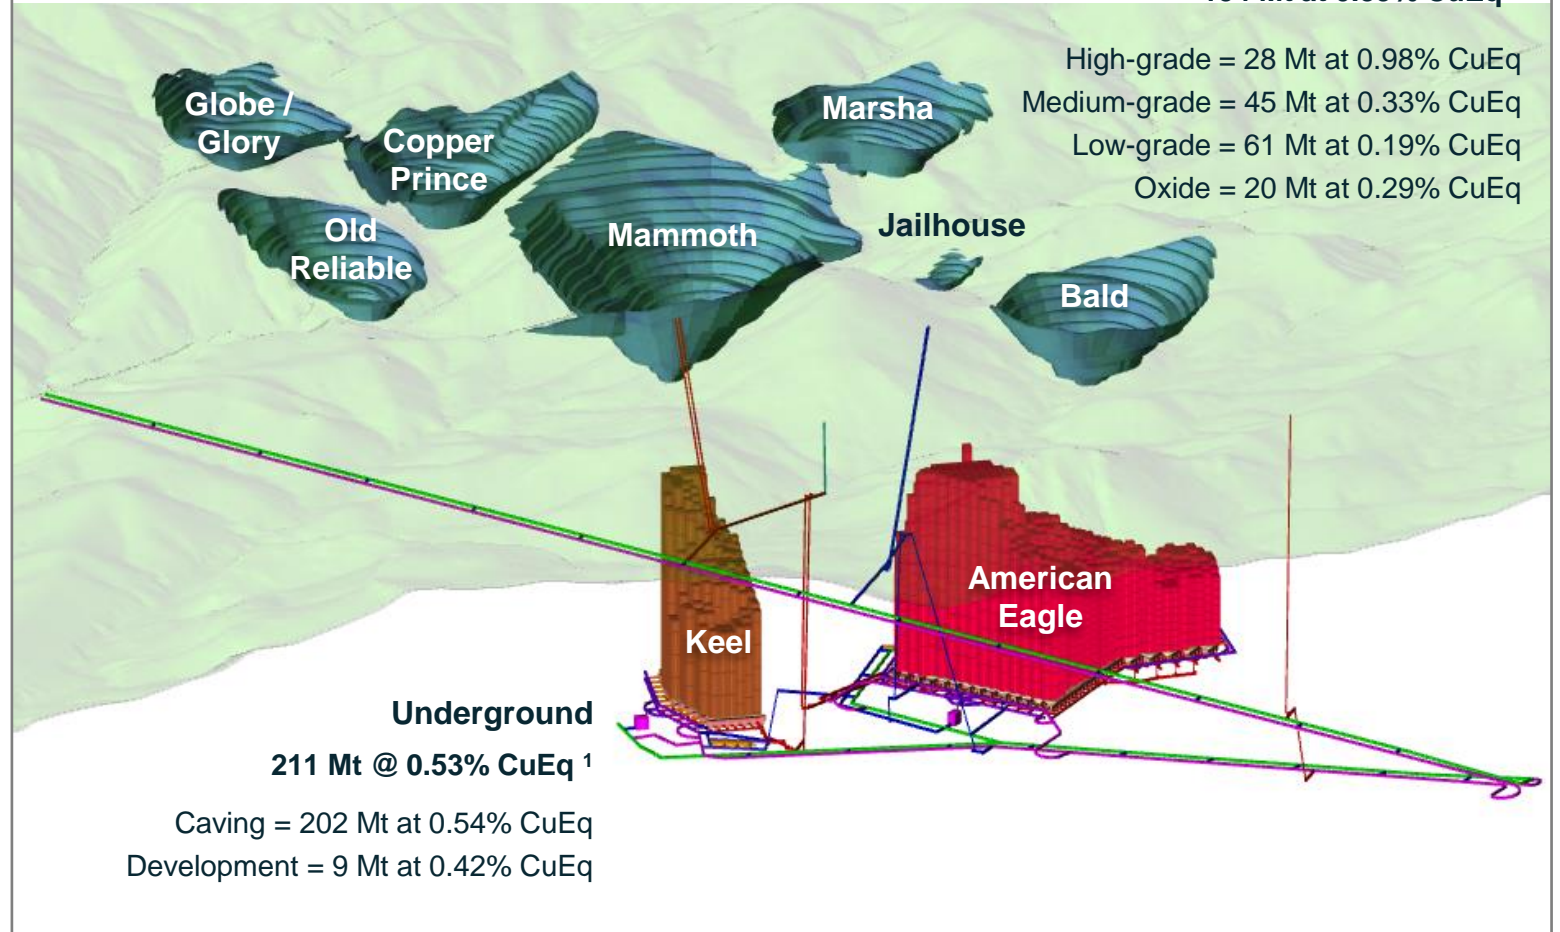 High-grade = 28 Mt at 0.98% CuEq
Medium-grade = 45 Mt at 0.33% CuEq
Low-grade = 61 Mt at 0.19% CuEq
Oxide = 20 Mt at 0.29% CuEq
Globe /
Glory
Copper
Prince
Marsha
Old
Reliable
Mammoth
Jailhouse
Bald
American
Eagle
Keel
Underground
211 Mt @ 0.53% CuEq ¹
Caving = 202 Mt at 0.54% CuEq
Development = 9 Mt at 0.42% CuEq